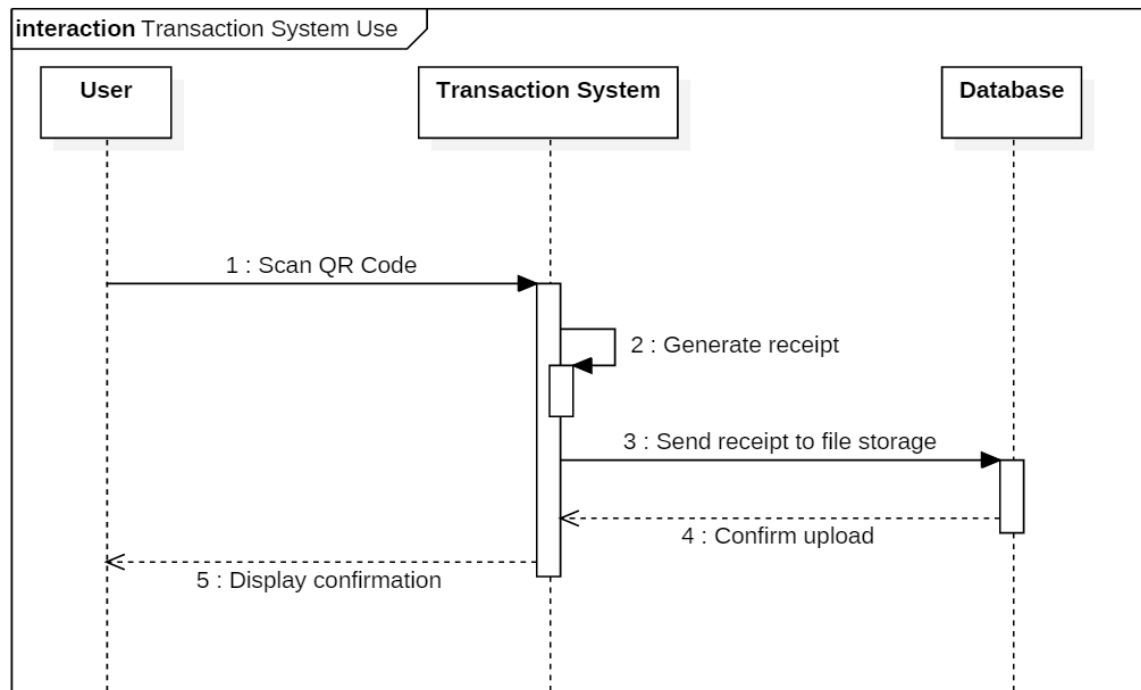 interaction Transaction System Use
User
Transaction System
Database
1 : Scan QR Code
2 : Generate receipt
3 : Send receipt to file storage
4 : Confirm upload
5 : Display confirmation